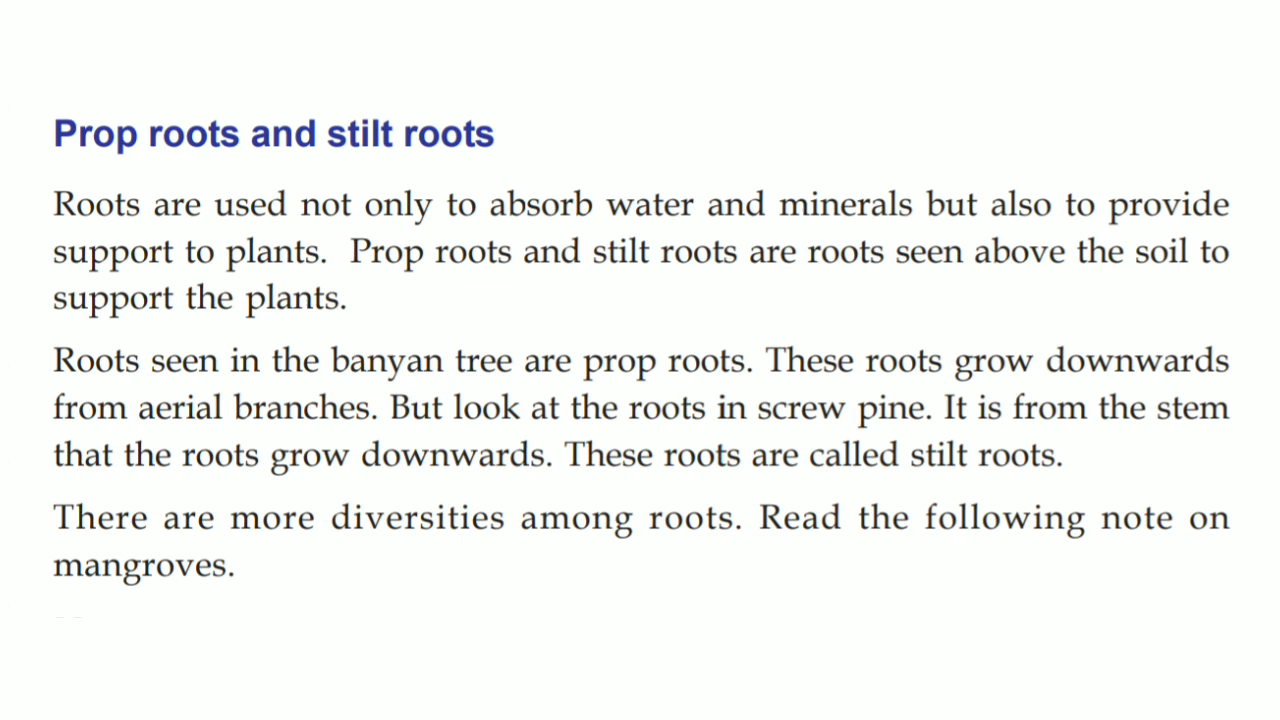 Prop roots and stilt roots
Roots are used not only to absorb water and minerals but also to provide
support to plants. Prop roots and stilt roots are roots seen above the soil to
support the plants.
Roots seen in the banyan tree are prop roots. These roots grow downwards
from aerial branches. But look at the roots in screw pine. It is from the stem
that the roots grow downwards. These roots are called stilt roots.
There are more diversities among roots. Read the following note on
mangroves.